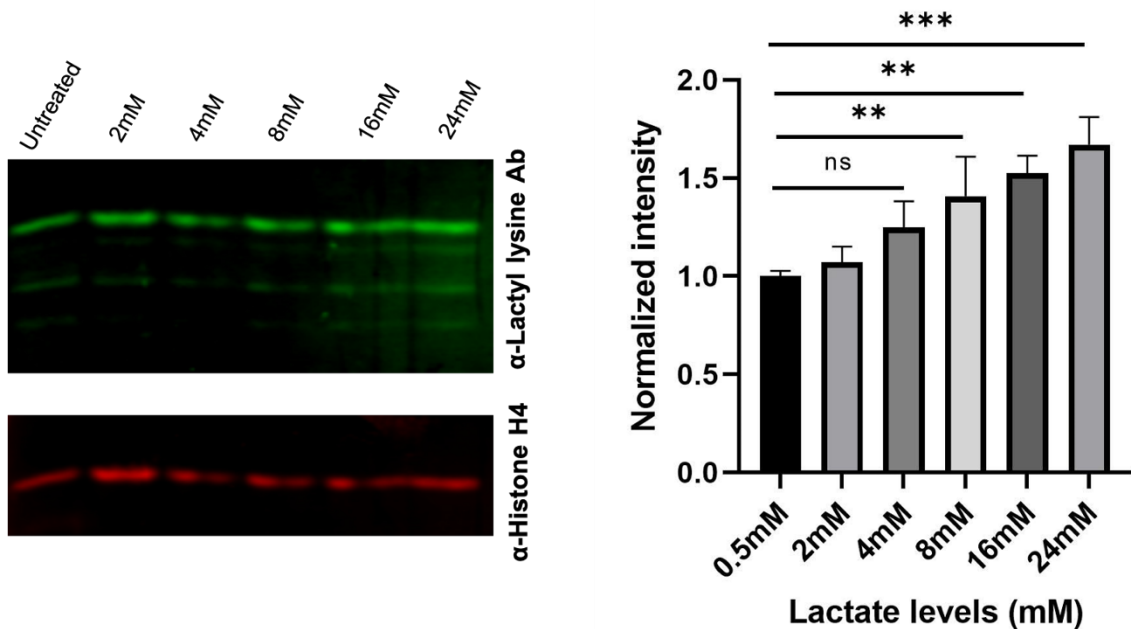 Untreated
2mM
4mM
8mM
16mM
24mM
α-Lactyl lysine Ab
α-Histone H4
***
**
**
ns
Normalized intensity
2.0
1.5
1.0
0.5
0.0
0.5mM
2mM
4mM
8mM
16mM
24mM
Lactate levels (mM)